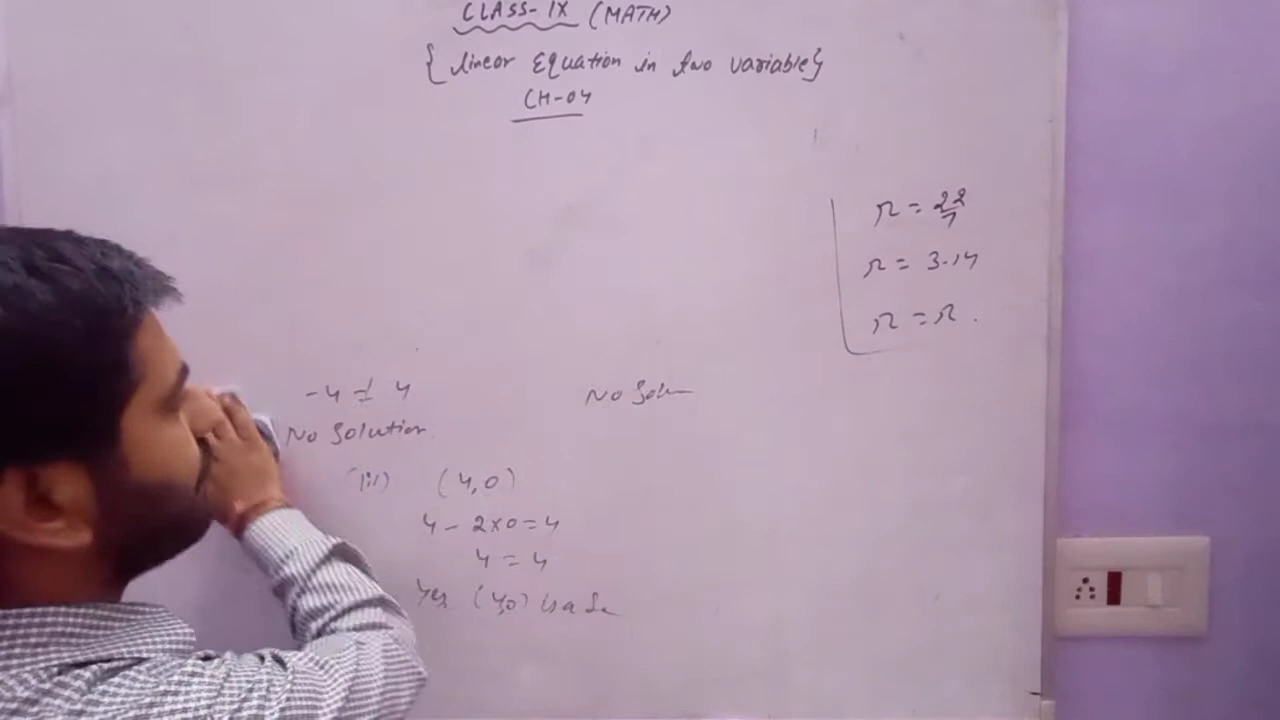 CLASS-IX (MATH)
{linear Equation in two variable}
CH-04
π = 22/7
π = 3.14
π = π.
-4 ≠ 4
No Soln
No Solution
(iii) (4,0)
4 - 2×0 = 4
4 = 4
Yes (4,0) is a So